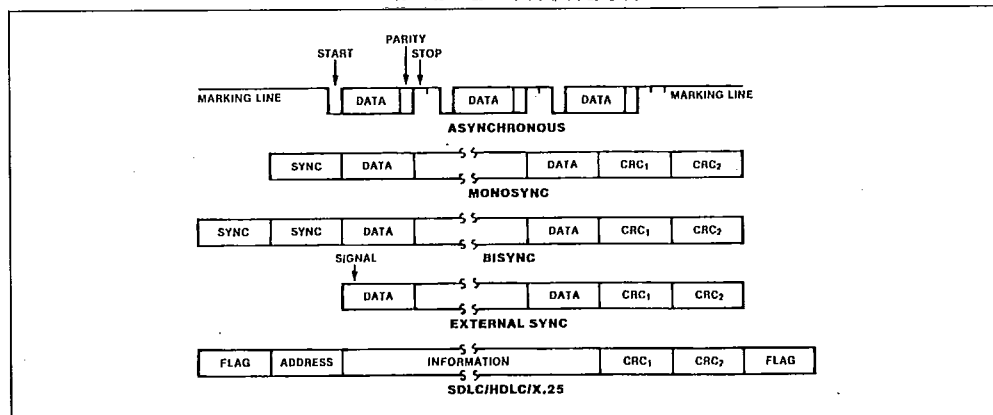 PARITY
START STOP
MARKING LINE DATA DATA DATA MARKING LINE
ASYNCHRONOUS
SYNC DATA DATA CRC₁ CRC₂
MONOSYNC
SYNC SYNC DATA DATA CRC₁ CRC₂
BISYNC
SIGNAL
DATA DATA CRC₁ CRC₂
EXTERNAL SYNC
FLAG ADDRESS INFORMATION CRC₁ CRC₂ FLAG
SDLC/HDLC/X.25